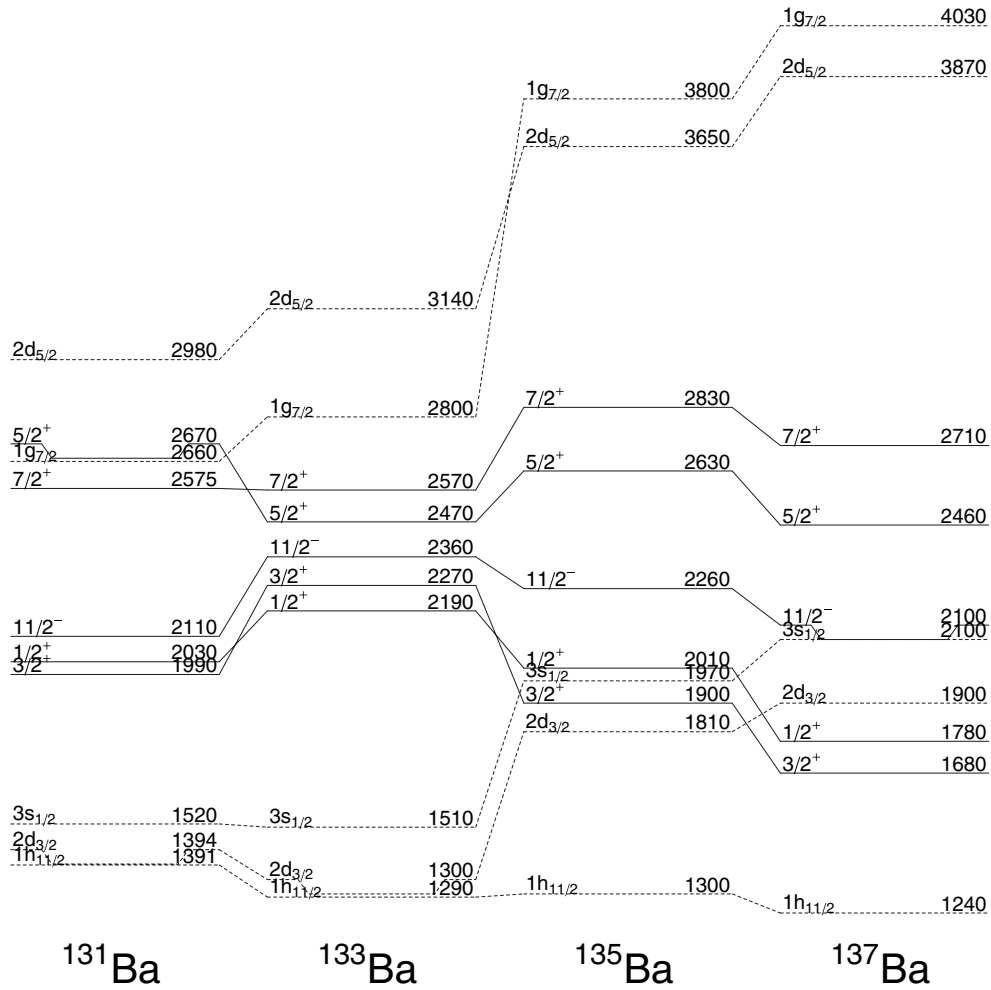 1g7/2 4030
2d5/2 3870
1g7/2 3800
2d5/2 3650
2d5/2 3140
2d5/2 2980
1g7/2 2800
7/2+ 2830
5/2+ 2670
1g7/2 2660
7/2+ 2575
7/2+ 2570
5/2+ 2470
5/2+ 2630
7/2+ 2710
5/2+ 2460
11/2− 2360
3/2+ 2270
1/2+ 2190
11/2− 2260
11/2− 2100
3s1/2 2100
11/2− 2110
1/2+ 2030
3/2+ 1990
1/2+ 2010
3s1/2 1970
3/2+ 1900
2d3/2 1810
2d3/2 1900
1/2+ 1780
3/2+ 1680
3s1/2 1520
2d3/2 1394
1h11/2 1391
3s1/2 1510
2d3/2 1300
1h11/2 1290
1h11/2 1300
1h11/2 1240
131Ba 133Ba 135Ba 137Ba